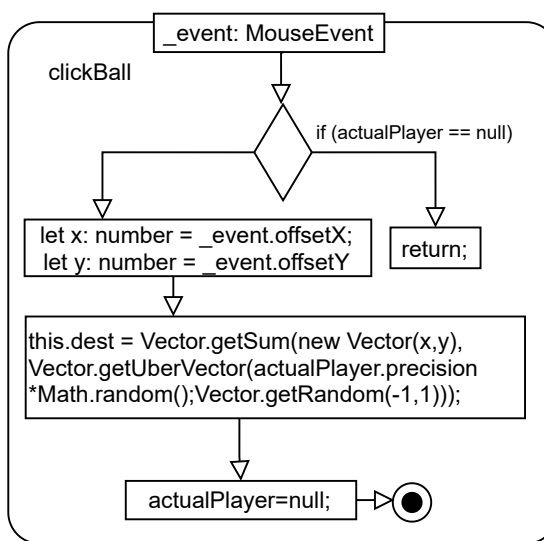 _event: MouseEvent
clickBall
if (actualPlayer == null)
let x: number = _event.offsetX;
let y: number = _event.offsetY
return;
this.dest = Vector.getSum(new Vector(x,y),
Vector.getUberVector(actualPlayer.precision
*Math.random();Vector.getRandom(-1,1)));
actualPlayer=null;